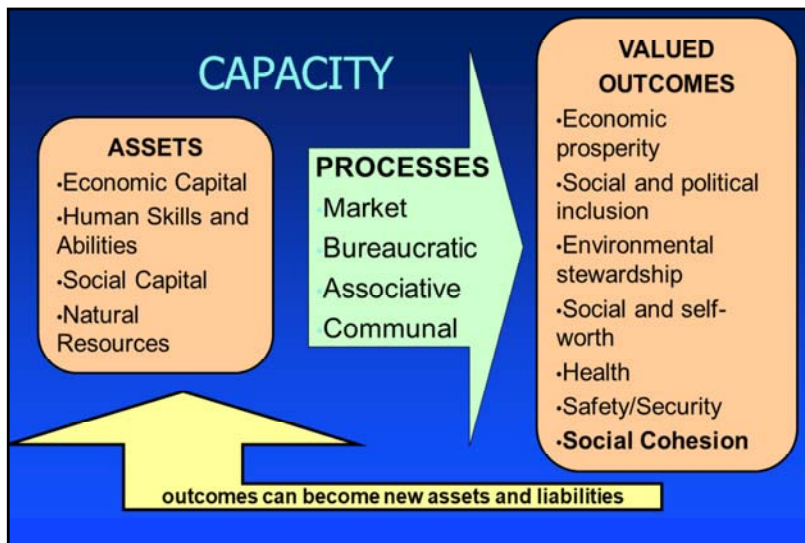 CAPACITY
ASSETS
•Economic Capital
•Human Skills and
Abilities
•Social Capital
•Natural
Resources
PROCESSES
•Market
•Bureaucratic
•Associative
•Communal
VALUED
OUTCOMES
•Economic
prosperity
•Social and political
inclusion
•Environmental
stewardship
•Social and self-
worth
•Health
•Safety/Security
•Social Cohesion
outcomes can become new assets and liabilities